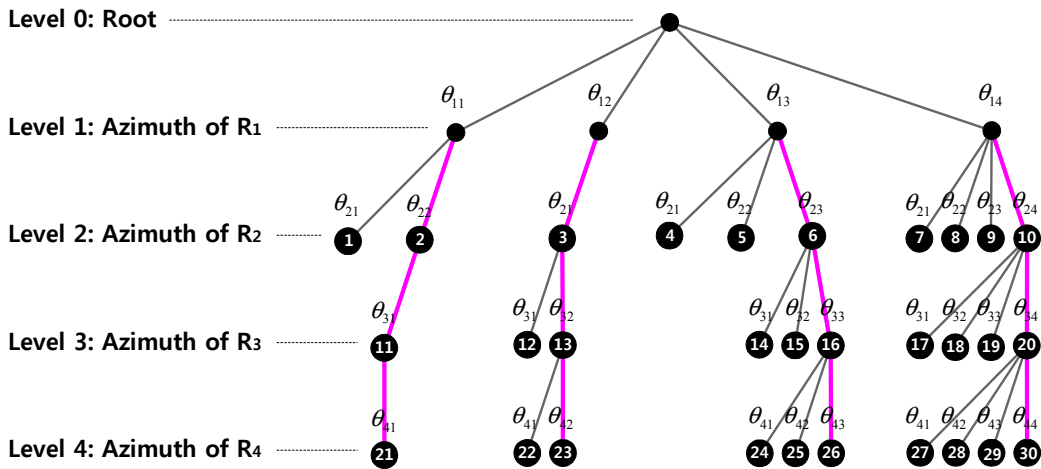 Level 0: Root
θ11 θ12 θ13 θ14
Level 1: Azimuth of R1
θ21 θ22 θ21 θ21 θ22 θ23 θ21 θ22 θ23 θ24
Level 2: Azimuth of R2
1 2 3 4 5 6 7 8 9 10
θ31 θ31 θ32 θ31 θ32 θ33 θ31 θ32 θ33 θ34
Level 3: Azimuth of R3
11 12 13 14 15 16 17 18 19 20
θ41 θ41 θ42 θ41 θ42 θ43 θ41 θ42 θ43 θ44
Level 4: Azimuth of R4
21 22 23 24 25 26 27 28 29 30